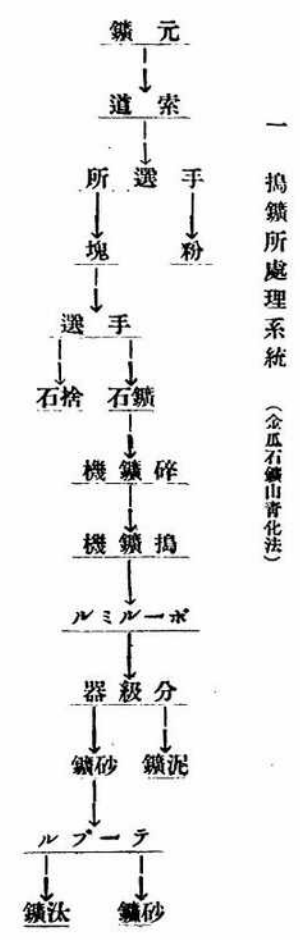 一 搗鑛所處理系統 (金瓜石鑛山青化法)
元鑛
索道
手選所
粉
塊
手選
鑛石
捨石
碎鑛機
搗鑛機
ボールミル
分級器
泥鑛
砂鑛
テーブル
砂鑛
汰鑛